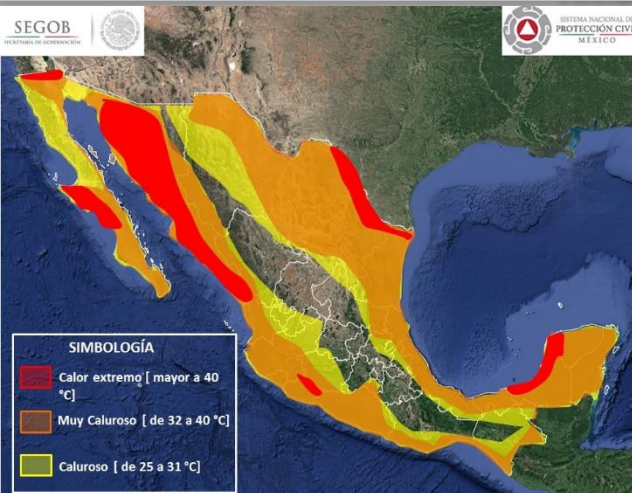 SEGOB
SECRETARÍA DE GOBERNACIÓN
SISTEMA NACIONAL DE
PROTECCIÓN CIVIL
MÉXICO
SIMBOLOGÍA
Calor extremo [ mayor a 40
°C]
Muy Caluroso [ de 32 a 40 °C]
Caluroso [ de 25 a 31 °C]